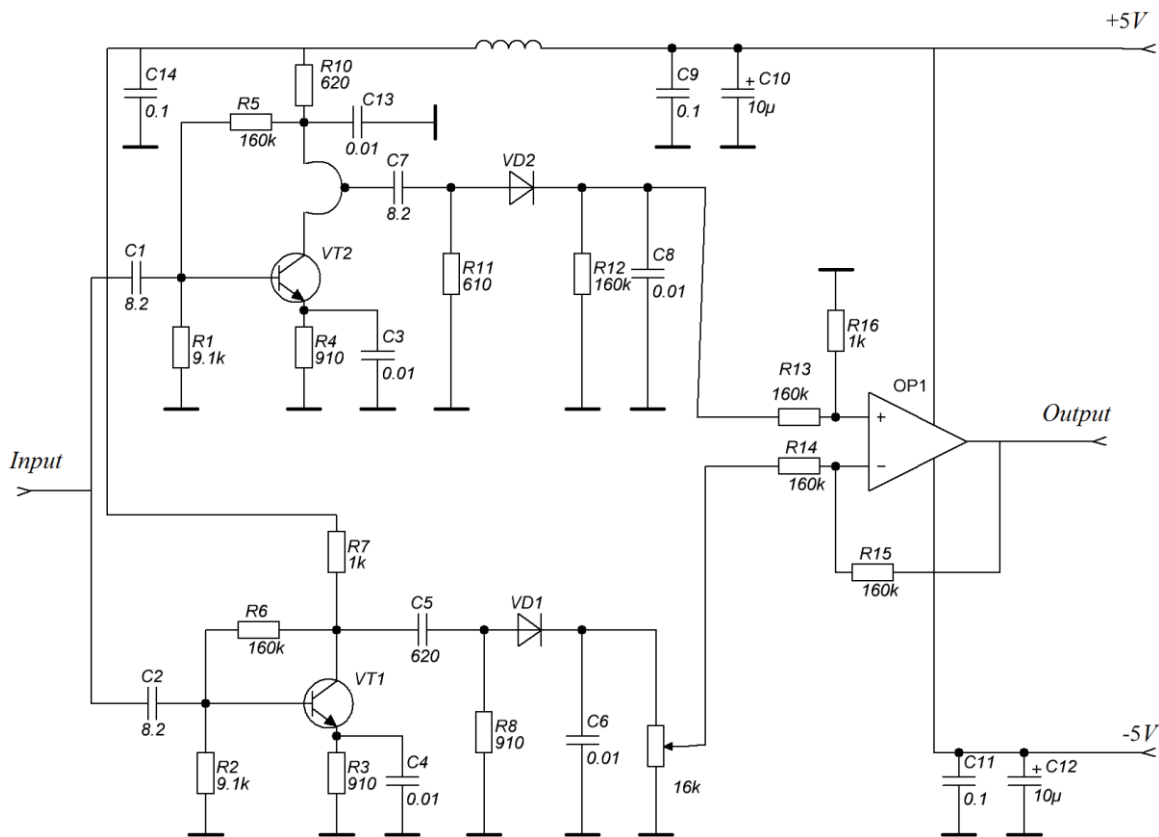 +5V
C14
0.1
R10
620
C9
0.1
+ C10
10µ
R5
160k
C13
0.01
C7
8.2
VD2
C1
8.2
VT2
R11
610
R12
160k
C8
0.01
R1
9.1k
R4
910
C3
0.01
R16
1k
R13
160k
OP1
+
Output
Input
R14
160k
−
R7
1k
R15
160k
R6
160k
C5
620
VD1
C2
8.2
VT1
R8
910
C6
0.01
R2
9.1k
R3
910
C4
0.01
16k
-5V
C11
0.1
+ C12
10µ